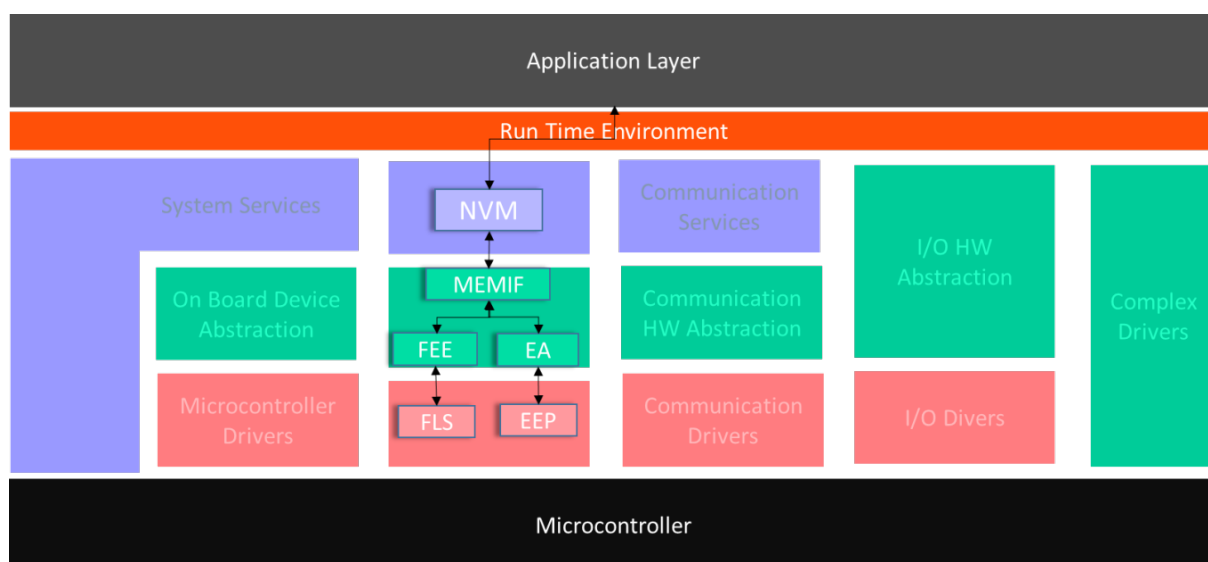 Application Layer
Run Time Environment
System Services
NVM
Communication
Services
I/O HW
Abstraction
On Board Device
Abstraction
MEMIF
Communication
HW Abstraction
Complex
Drivers
FEE
EA
Microcontroller
Drivers
FLS
EEP
Communication
Drivers
I/O Divers
Microcontroller